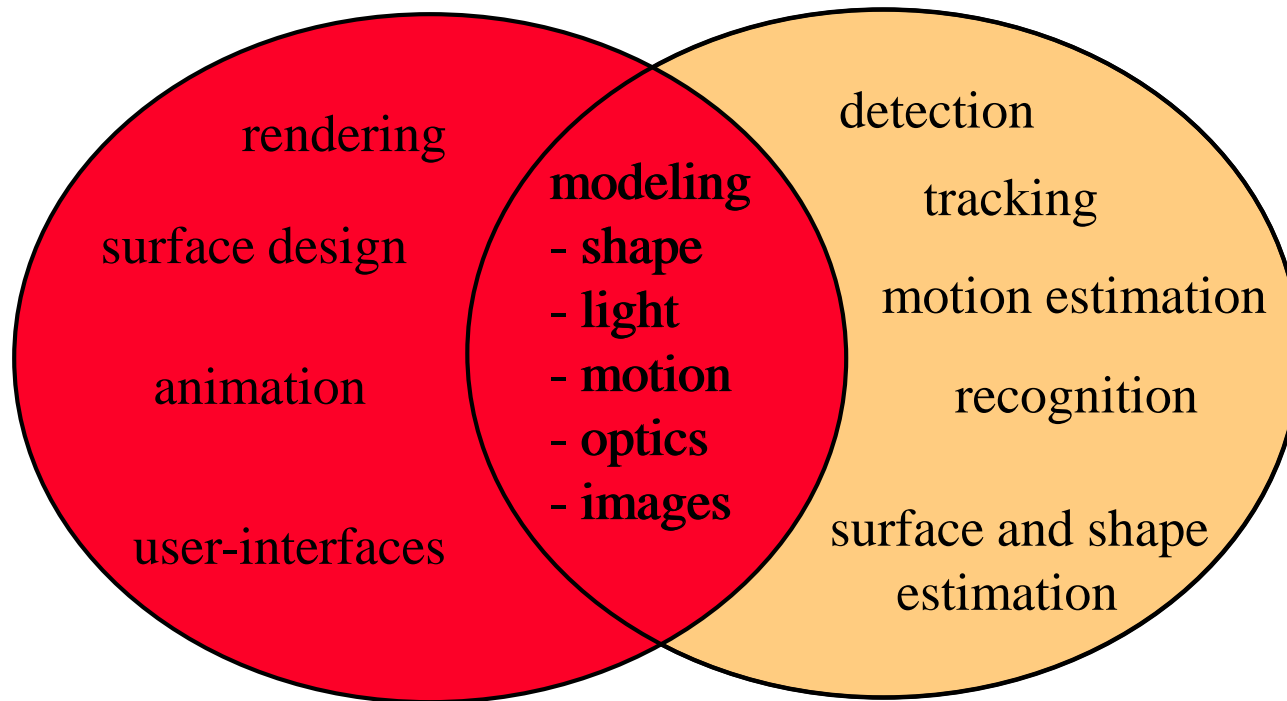 rendering
surface design
animation
user-interfaces
modeling
- shape
- light
- motion
- optics
- images
detection
tracking
motion estimation
recognition
surface and shape
estimation